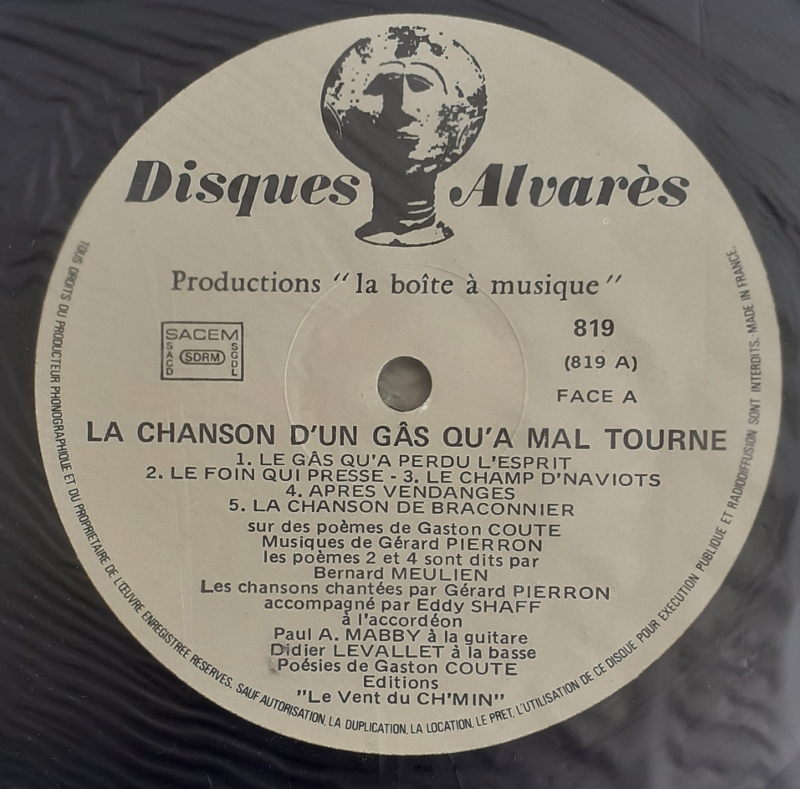 Disques Alvarès
Productions "la boîte à musique"
SACEM
SACD
SDRM
SGDL
819
(819 A)
FACE A
LA CHANSON D'UN GÂS QU'A MAL TOURNE
1. LE GÂS QU'A PERDU L'ESPRIT
2. LE FOIN QUI PRESSE - 3. LE CHAMP D'NAVIOTS
4. APRES VENDANGES
5. LA CHANSON DE BRACONNIER
sur des poèmes de Gaston COUTE
Musiques de Gérard PIERRON
les poèmes 2 et 4 sont dits par
Bernard MEULIEN
Les chansons chantées par Gérard PIERRON
accompagné par Eddy SHAFF
à l'accordéon
Paul A. MABBY à la guitare
Didier LEVALLET à la basse
Poésies de Gaston COUTE
Editions
"Le Vent du CH'MIN"
TOUS DROITS DU PRODUCTEUR PHONOGRAPHIQUE ET DU PROPRIETAIRE DE L'ŒUVRE ENREGISTREE RESERVES. SAUF AUTORISATION, LA DUPLICATION, LA LOCATION, LE PRET, L'UTILISATION DE CE DISQUE POUR EXECUTION PUBLIQUE ET RADIODIFFUSION SONT INTERDITS. MADE IN FRANCE.